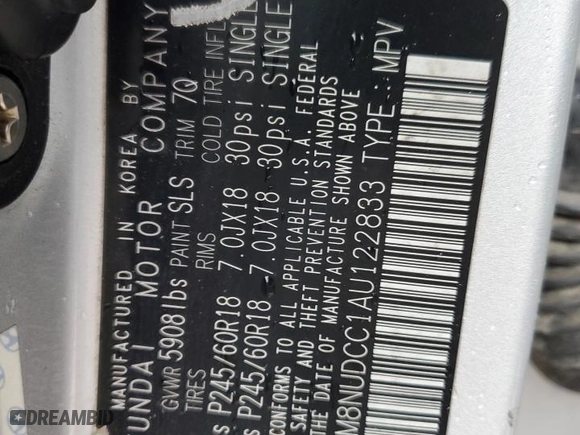 MANUFACTURED IN KOREA BY
UNDAI MOTOR COMPANY
GVWR 5908 lbs PAINT SLS TRIM 7Q
TIRES RIMS COLD TIRE INFL
s P245/60R18 7.0JX18 30psi SINGLE
s P245/60R18 7.0JX18 30psi SINGLE
CONFORMS TO ALL APPLICABLE U.S.A. FEDERAL
SAFETY AND THEFT PREVENTION STANDARDS
DATE OF MANUFACTURE SHOWN ABOVE
M8NUDCC1AU122833 TYPE: MPV
DREAMBID